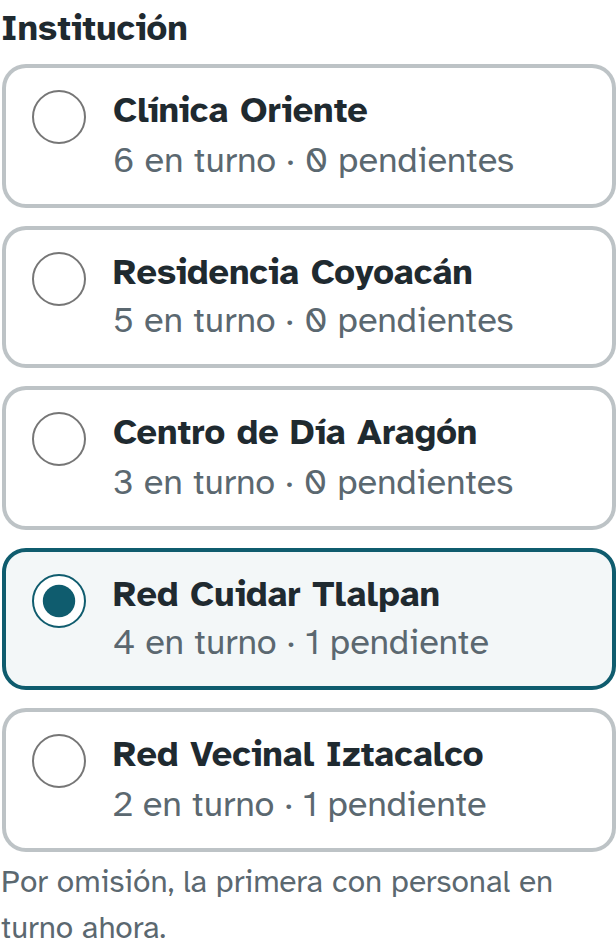 Institución
Clínica Oriente
6 en turno · 0 pendientes
Residencia Coyoacán
5 en turno · 0 pendientes
Centro de Día Aragón
3 en turno · 0 pendientes
Red Cuidar Tlalpan
4 en turno · 1 pendiente
Red Vecinal Iztacalco
2 en turno · 1 pendiente
Por omisión, la primera con personal en
turno ahora.